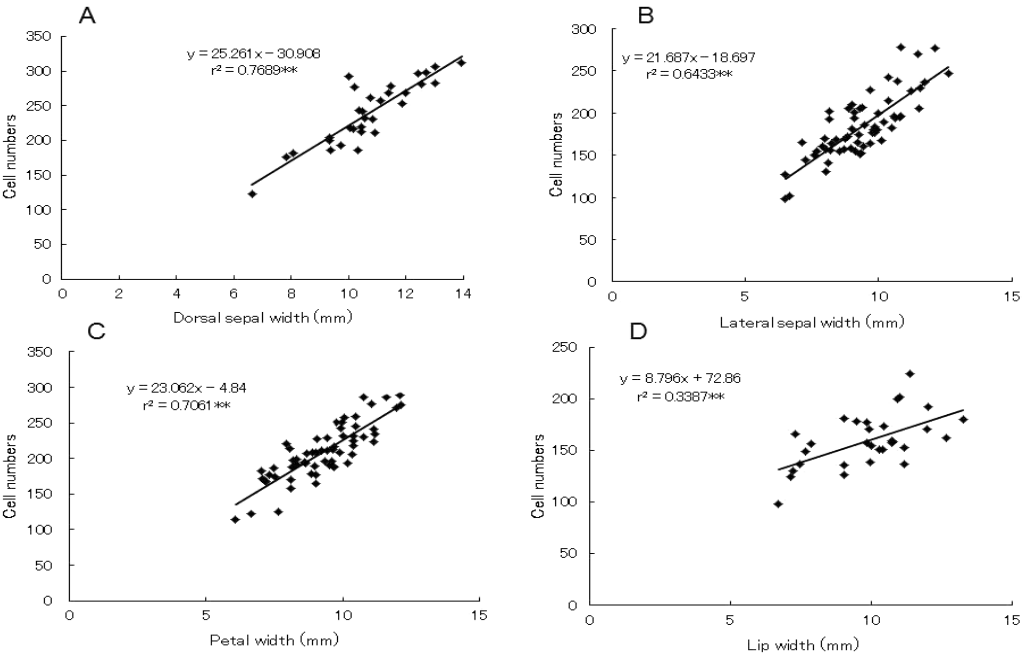 A
350
300
250
200
150
100
50
0
Cell numbers
y = 25.261x − 30.908
r² = 0.7689**
0 2 4 6 8 10 12 14
Dorsal sepal width (mm)
B
300
250
200
150
100
50
0
Cell numbers
y = 21.687x − 18.697
r² = 0.6433**
0 5 10 15
Lateral sepal width (mm)
C
350
300
250
200
150
100
50
0
Cell numbers
y = 23.062x − 4.84
r² = 0.7061**
0 5 10 15
Petal width (mm)
D
250
200
150
100
50
0
Cell numbers
y = 8.796x + 72.86
r² = 0.3387**
0 5 10 15
Lip width (mm)